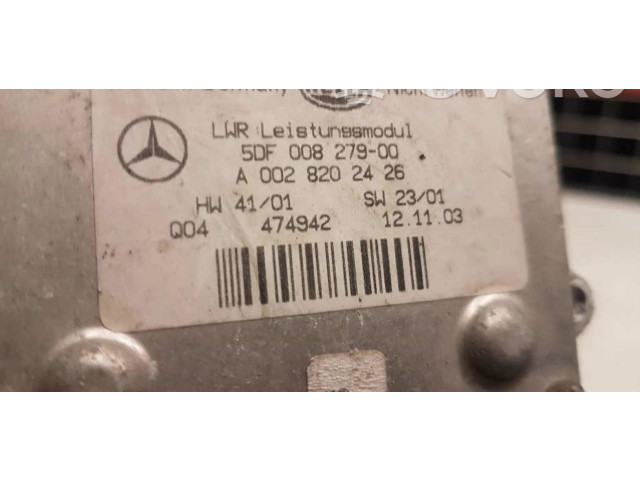 Germany
LWR Leistungsmodul
5DF 008 279-00
A 002 820 24 26
HW 41/01 SW 23/01
Q04 474942 12.11.03